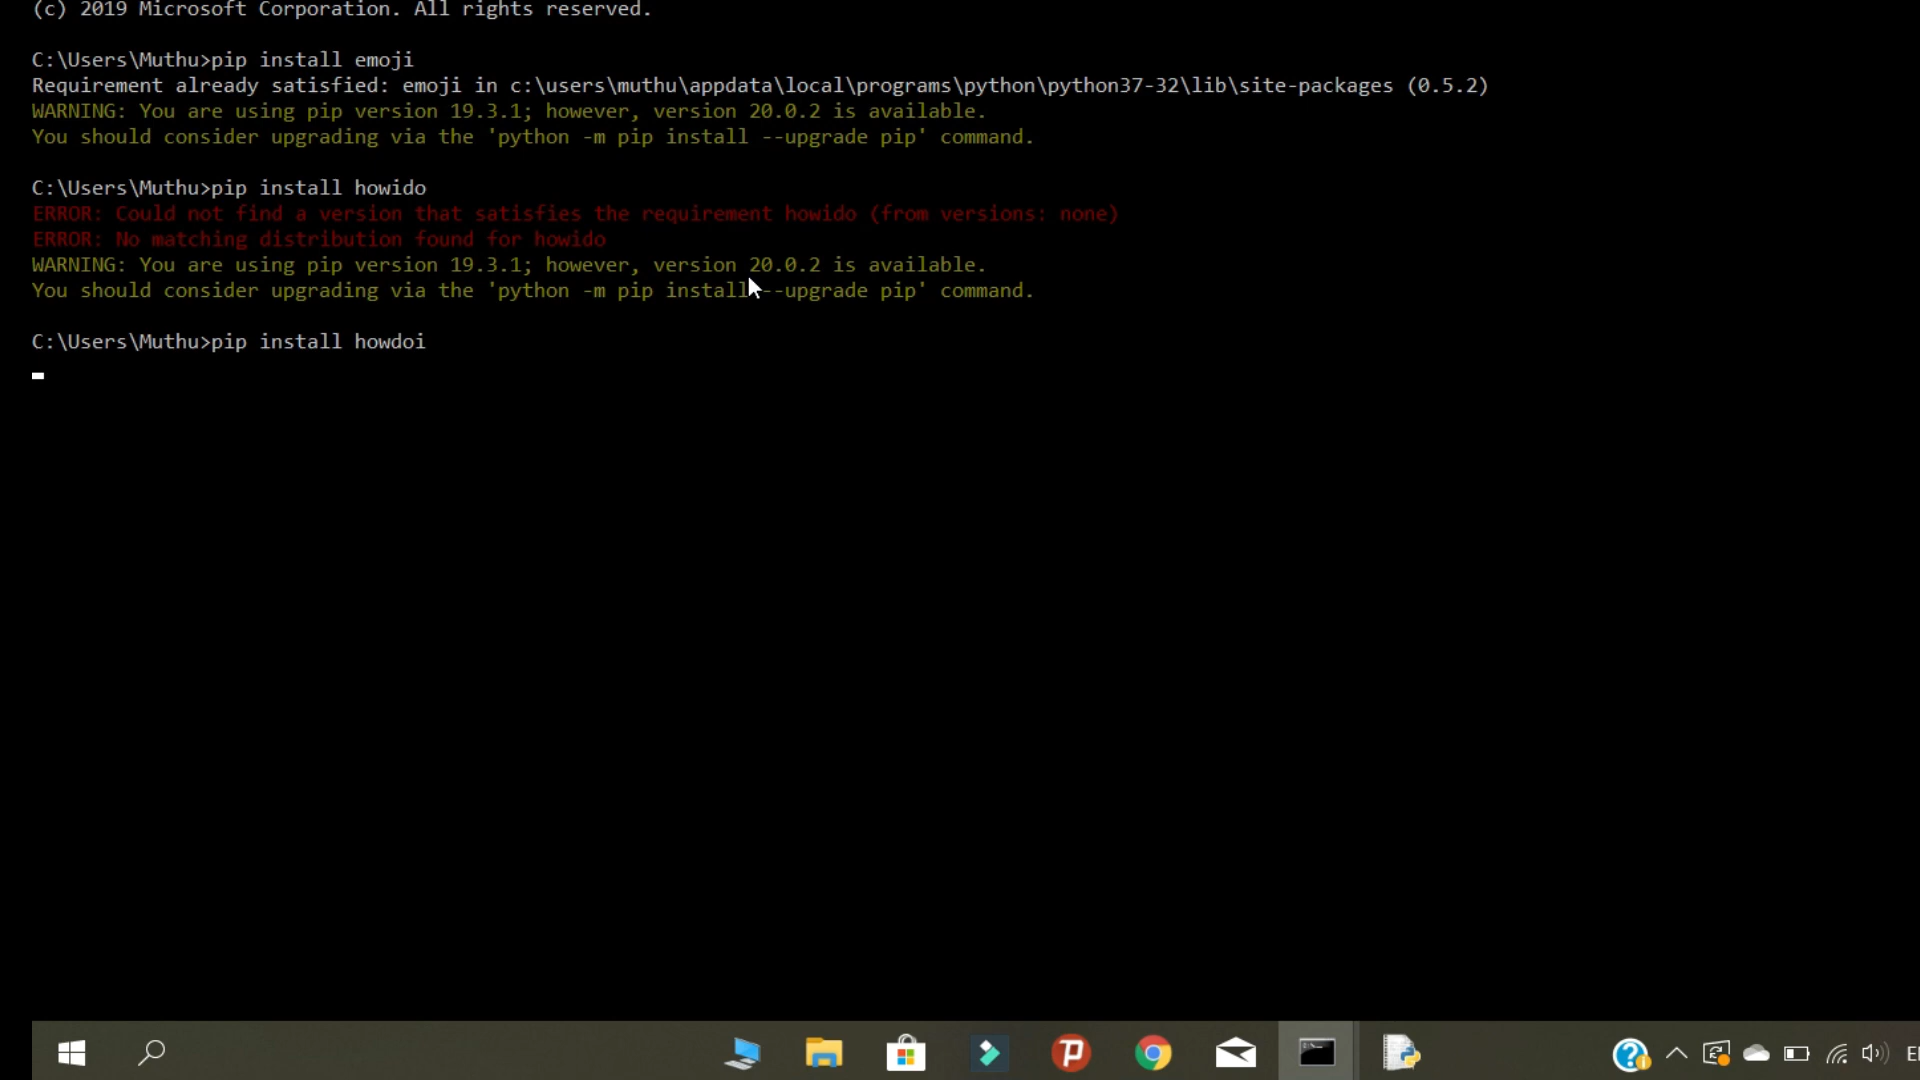 (c) 2019 Microsoft Corporation. All rights reserved.
C:\Users\Muthu>pip install emoji
Requirement already satisfied: emoji in c:\users\muthu\appdata\local\programs\python\python37-32\lib\site-packages (0.5.2)
WARNING: You are using pip version 19.3.1; however, version 20.0.2 is available.
You should consider upgrading via the 'python -m pip install --upgrade pip' command.
C:\Users\Muthu>pip install howido
ERROR: Could not find a version that satisfies the requirement howido (from versions: none)
ERROR: No matching distribution found for howido
WARNING: You are using pip version 19.3.1; however, version 20.0.2 is available.
You should consider upgrading via the 'python -m pip install --upgrade pip' command.
C:\Users\Muthu>pip install howdoi